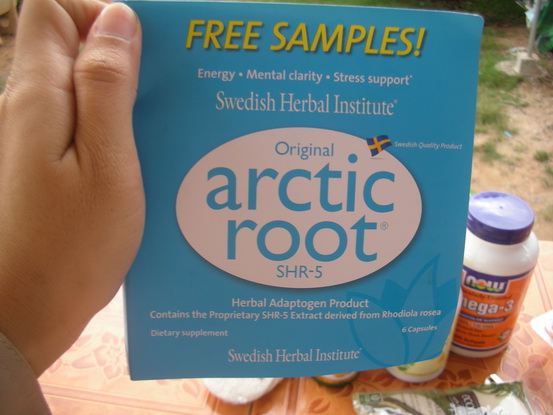 FREE SAMPLES!
Energy • Mental clarity • Stress support*
Swedish Herbal Institute®
Swedish Quality Product
Original
arctic
root®
SHR-5
Herbal Adaptogen Product
Contains the Proprietary SHR-5 Extract derived from Rhodiola rosea
6 Capsules
Dietary supplement
Swedish Herbal Institute®
now
ega-3